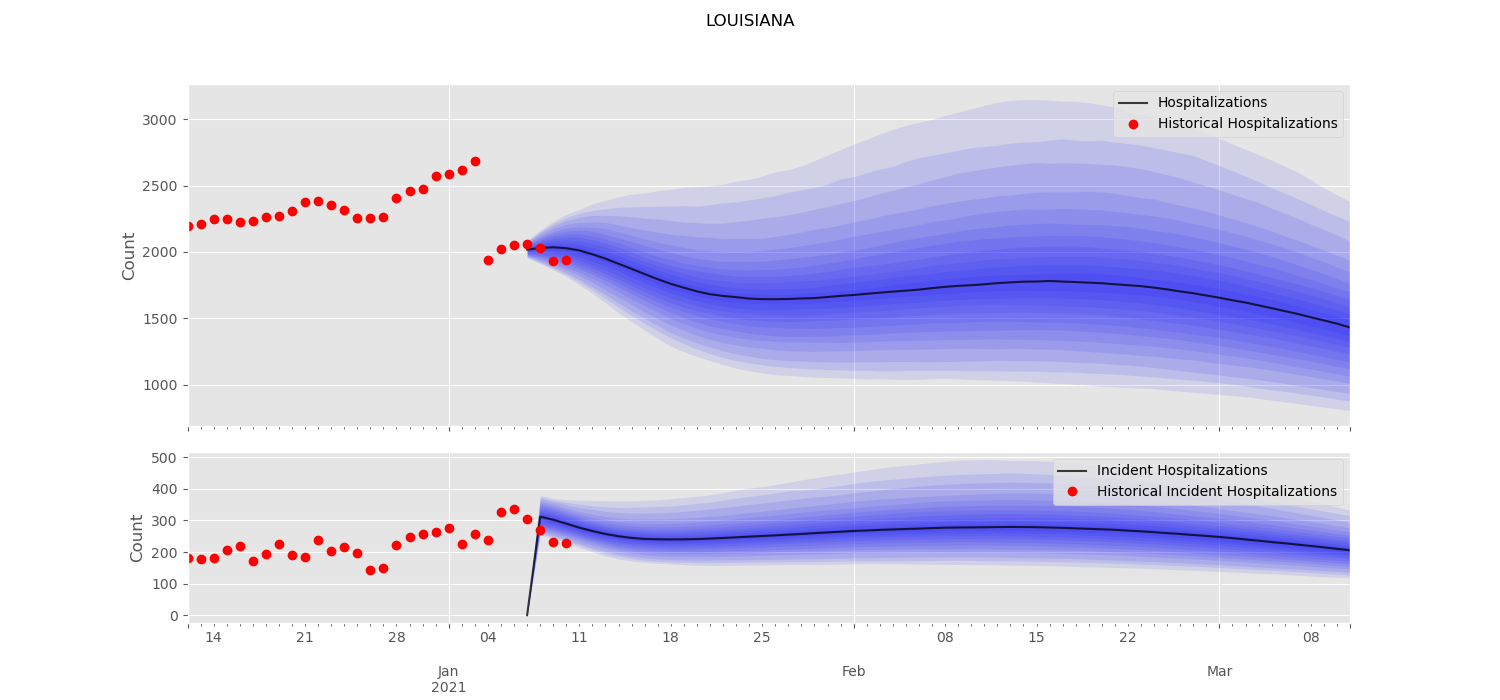 LOUISIANA
Hospitalizations
Historical Hospitalizations
Count
3000
2500
2000
1500
1000
Incident Hospitalizations
Historical Incident Hospitalizations
Count
500
400
300
200
100
0
14 21 28 04 11 18 25 08 15 22 08
Jan Feb Mar
2021